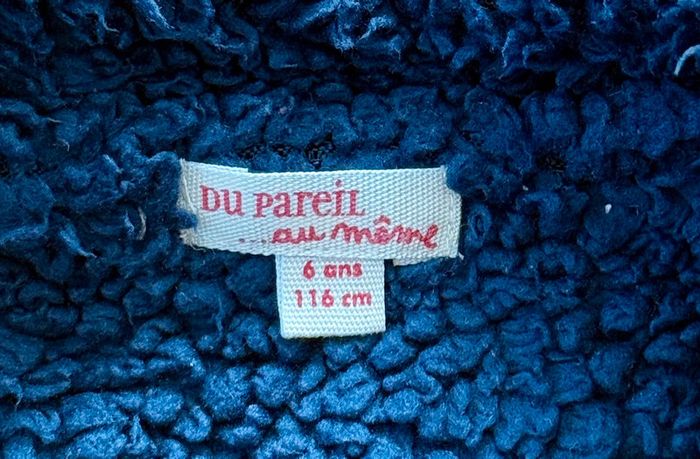 DU PAREIL
...au même
6 ans
116 cm